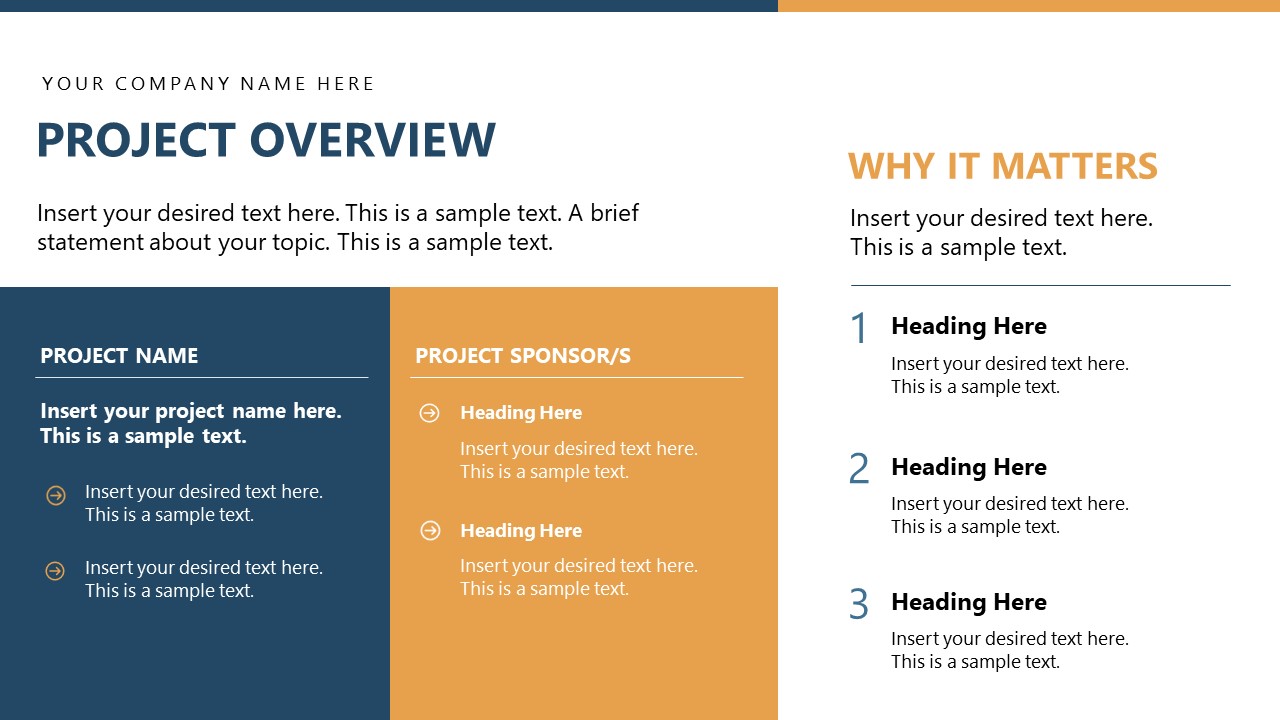 YOUR COMPANY NAME HERE
PROJECT OVERVIEW
Insert your desired text here. This is a sample text. A brief
statement about your topic. This is a sample text.
PROJECT NAME
Insert your project name here.
This is a sample text.
Insert your desired text here.
This is a sample text.
Insert your desired text here.
This is a sample text.
PROJECT SPONSOR/S
Heading Here
Insert your desired text here.
This is a sample text.
Heading Here
Insert your desired text here.
This is a sample text.
WHY IT MATTERS
Insert your desired text here.
This is a sample text.
1 Heading Here
Insert your desired text here.
This is a sample text.
2 Heading Here
Insert your desired text here.
This is a sample text.
3 Heading Here
Insert your desired text here.
This is a sample text.